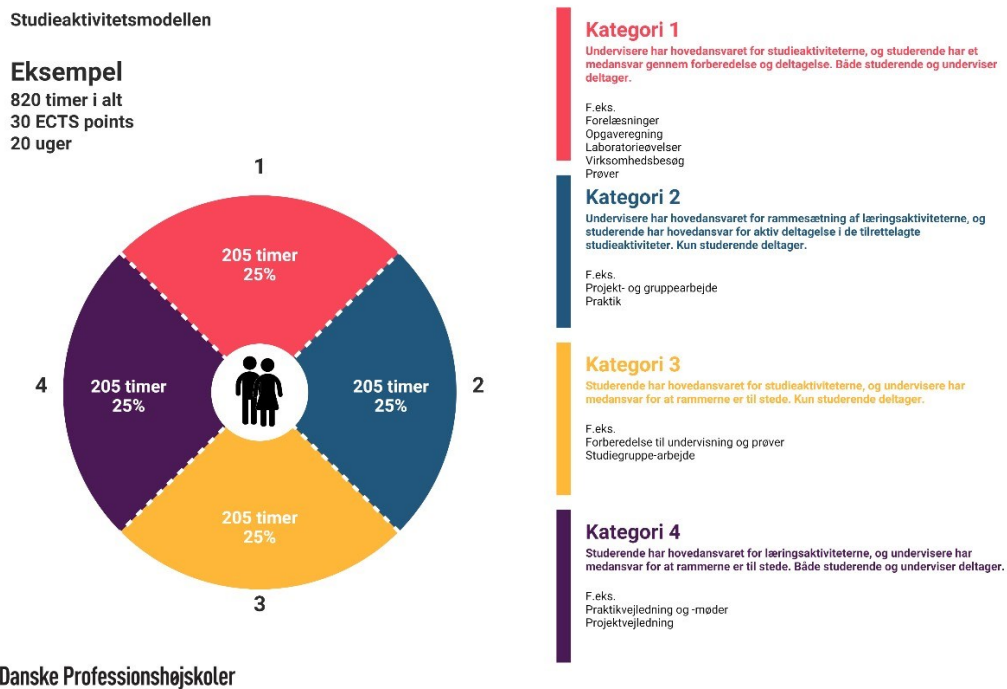 Studieaktivitetsmodellen
Eksempel
820 timer i alt
30 ECTS points
20 uger
1
205 timer
25%
4
205 timer
25%
205 timer
25%
2
205 timer
25%
3
Danske Professionshøjskoler
Kategori 1
Undervisere har hovedansvaret for studieaktiviteterne, og studerende har et
medansvar gennem forberedelse og deltagelse. Både studerende og underviser
deltager.
F.eks.
Forelæsninger
Opgaveregning
Laboratorieøvelser
Virksomhedsbesøg
Prøver
Kategori 2
Undervisere har hovedansvaret for rammesætning af læringsaktiviteterne, og
studerende har hovedansvar for aktiv deltagelse i de tilrettelagte
studieaktiviteter. Kun studerende deltager.
F.eks.
Projekt- og gruppearbejde
Praktik
Kategori 3
Studerende har hovedansvaret for studieaktiviteterne, og undervisere har
medansvar for at rammerne er til stede. Kun studerende deltager.
F.eks.
Forberedelse til undervisning og prøver
Studiegruppe-arbejde
Kategori 4
Studerende har hovedansvaret for læringsaktiviteterne, og undervisere har
medansvar for at rammerne er til stede. Både studerende og underviser deltager.
F.eks.
Praktikvejledning og -møder
Projektvejledning